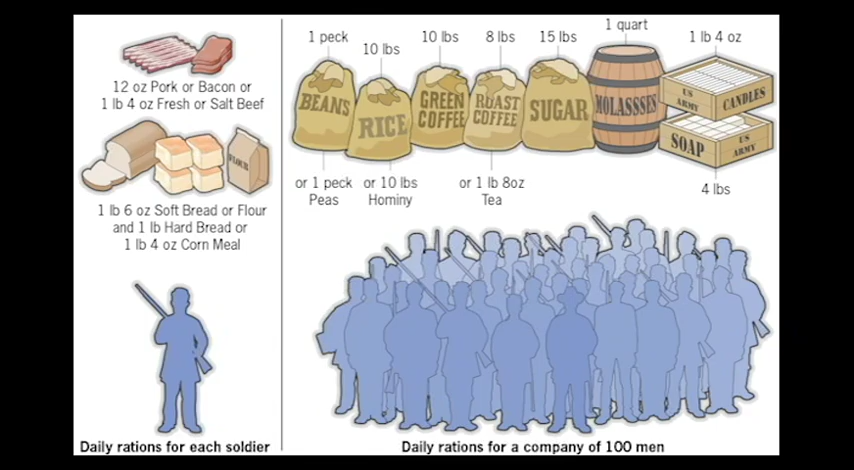 12 oz Pork or Bacon or
1 lb 4 oz Fresh or Salt Beef
FLOUR
1 lb 6 oz Soft Bread or Flour
and 1 lb Hard Bread or
1 lb 4 oz Corn Meal
Daily rations for each soldier
1 peck
10 lbs
10 lbs
8 lbs
15 lbs
1 quart
1 lb 4 oz
BEANS
RICE
GREEN
COFFEE
ROAST
COFFEE
SUGAR
MOLASSSES
US
ARMY
CANDLES
SOAP
US
ARMY
or 1 peck
Peas
or 10 lbs
Hominy
or 1 lb 8oz
Tea
4 lbs
Daily rations for a company of 100 men